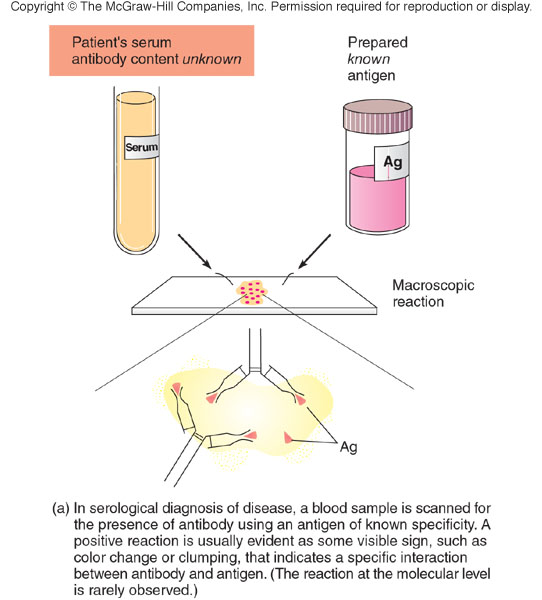 Copyright © The McGraw-Hill Companies, Inc. Permission required for reproduction or display.
Patient's serum
antibody content unknown
Prepared
known
antigen
Serum
Ag
Macroscopic
reaction
Ag
(a) In serological diagnosis of disease, a blood sample is scanned for
the presence of antibody using an antigen of known specificity. A
positive reaction is usually evident as some visible sign, such as
color change or clumping, that indicates a specific interaction
between antibody and antigen. (The reaction at the molecular level
is rarely observed.)